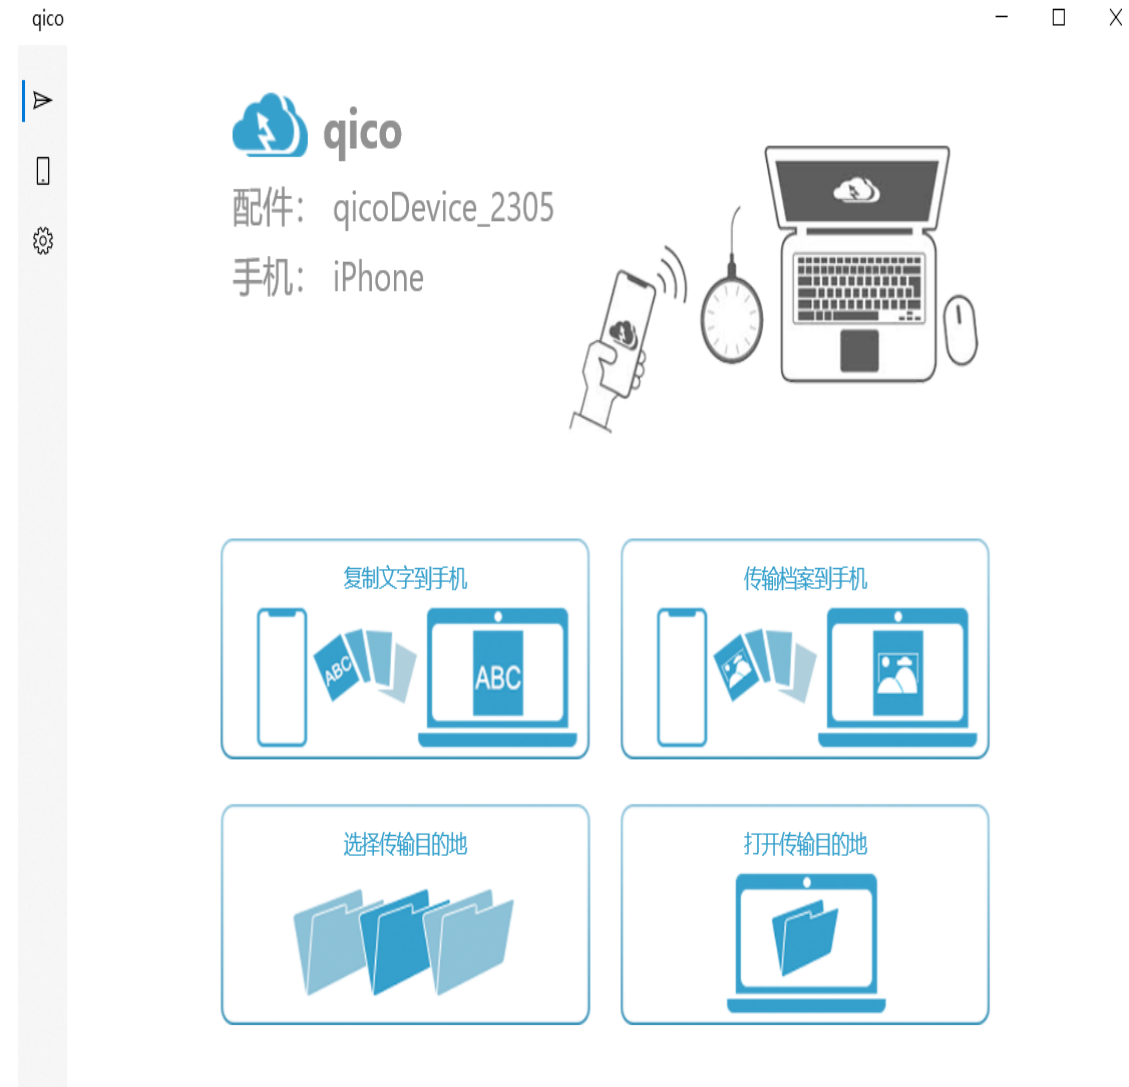 qico
qico
配件： qicoDevice_2305
手机： iPhone
复制文字到手机
ABC
ABC
传输档案到手机
选择传输目的地
打开传输目的地